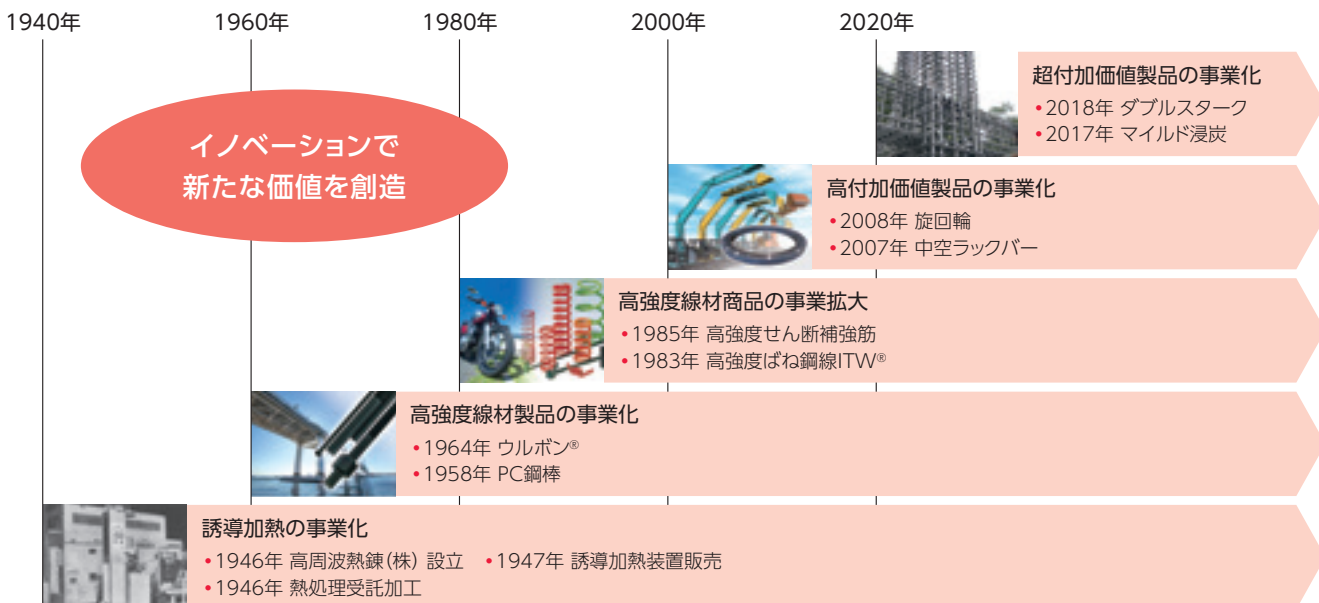 1940年
1960年
1980年
2000年
2020年
イノベーションで
新たな価値を創造
超付加価値製品の事業化
•2018年 ダブルスターク
•2017年 マイルド浸炭
高付加価値製品の事業化
•2008年 旋回輪
•2007年 中空ラックバー
高強度線材商品の事業拡大
•1985年 高強度せん断補強筋
•1983年 高強度ばね鋼線ITW®
高強度線材製品の事業化
•1964年 ウルボン®
•1958年 PC鋼棒
誘導加熱の事業化
•1946年 高周波熱錬(株) 設立 •1947年 誘導加熱装置販売
•1946年 熱処理受託加工